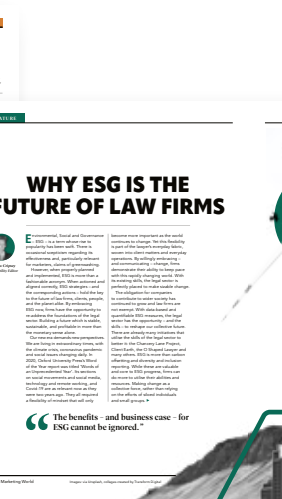 WHY ESG IS THE
FUTURE OF LAW FIRMS
Environmental, Social and Governance
– ESG – is a term whose rise to
popularity has been swift. There is
occasional scepticism regarding its
effectiveness and, particularly relevant
for marketers, claims of greenwashing.
However, when properly planned
and implemented, ESG is more than a
fashionable acronym. When actioned and
aligned correctly, ESG strategies – and
the corresponding actions – hold the key
to the future of law firms, clients, people,
and the planet alike. By embracing
ESG now, firms have the opportunity to
re-address the foundations of the legal
sector. Building a future which is stable,
sustainable, and profitable in more than
the monetary sense alone.
Our new era demands new perspectives.
We are living in extraordinary times, with
the climate crisis, coronavirus pandemic
and social issues changing daily. In
2020, Oxford University Press's Word
of the Year report was titled 'Words of
an Unprecedented Year'. Its sections
on social movements and social media,
technology and remote working, and
Covid-19 are as relevant now as they
were two years ago. They all required
a flexibility of mindset that will only
become more important as the world
continues to change. Yet this flexibility
is part of the lawyer's everyday fabric,
woven into client matters and everyday
operations. By willingly embracing –
and communicating – change, firms
demonstrate their ability to keep pace
with this rapidly changing world. With
its existing skills, the legal sector is
perfectly placed to make usable change.
The obligation for companies
to contribute to wider society has
continued to grow and law firms are
not exempt. With data-based and
quantifiable ESG measures, the legal
sector has the opportunity – and the
skills – to reshape our collective future.
There are already many initiatives that
utilise the skills of the legal sector to
better it: the Chancery Lane Project,
Client Earth, the O Shaped Lawyer and
many others. ESG is more than carbon
offsetting and diversity and inclusion
reporting. While these are valuable
and core to ESG progress, firms can
do more to utilise their abilities and
resources. Making change as a
collective force, rather than relying
on the efforts of siloed individuals
and small groups.
“ The benefits – and business case – for
ESG cannot be ignored.”
Marketing World
Images: via Unsplash, collages created by Transform Digital